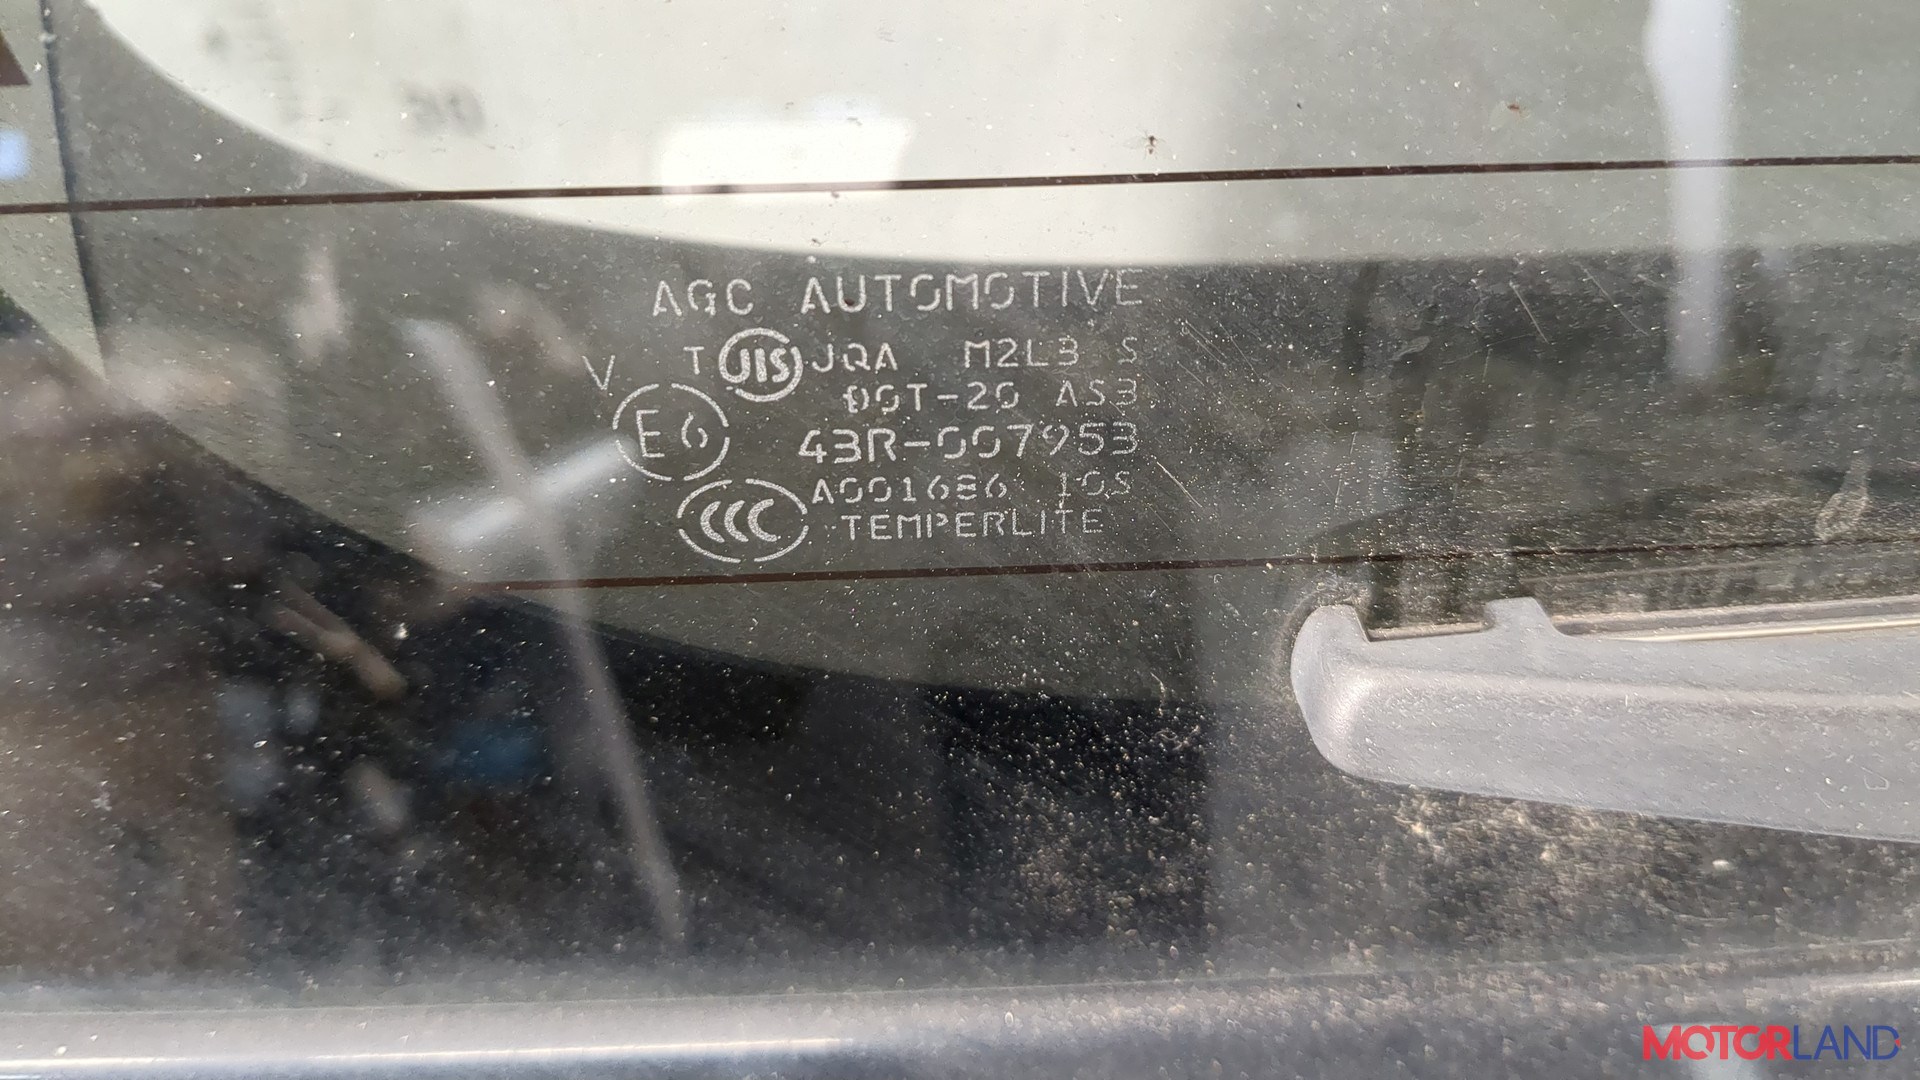 AGC AUTOMOTIVE
T JIS JQA M2L3 S
V
DOT-20 AS3
E6 43R-007953
A001686 10S
CCC TEMPERLITE
MOTORLAND